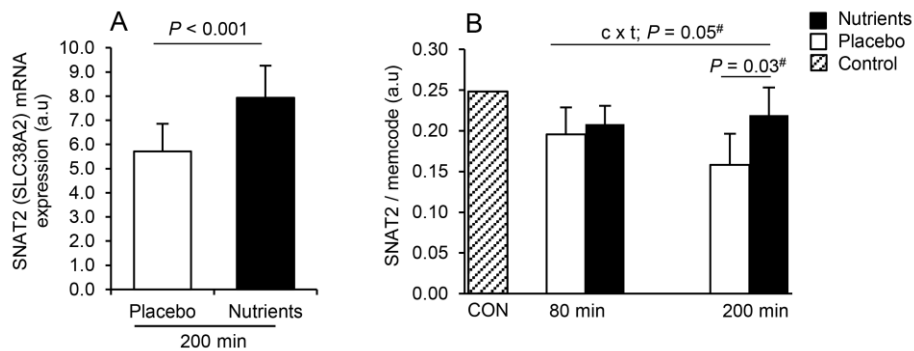 A
P < 0.001
SNAT2 (SLC38A2) mRNA
expression (a.u)
9.0
8.0
7.0
6.0
5.0
4.0
3.0
2.0
1.0
0.0
Placebo
Nutrients
200 min
B
c x t; P = 0.05#
P = 0.03#
Nutrients
Placebo
Control
SNAT2 / memcode (a.u)
0.30
0.25
0.20
0.15
0.10
0.05
0.00
CON
80 min
200 min